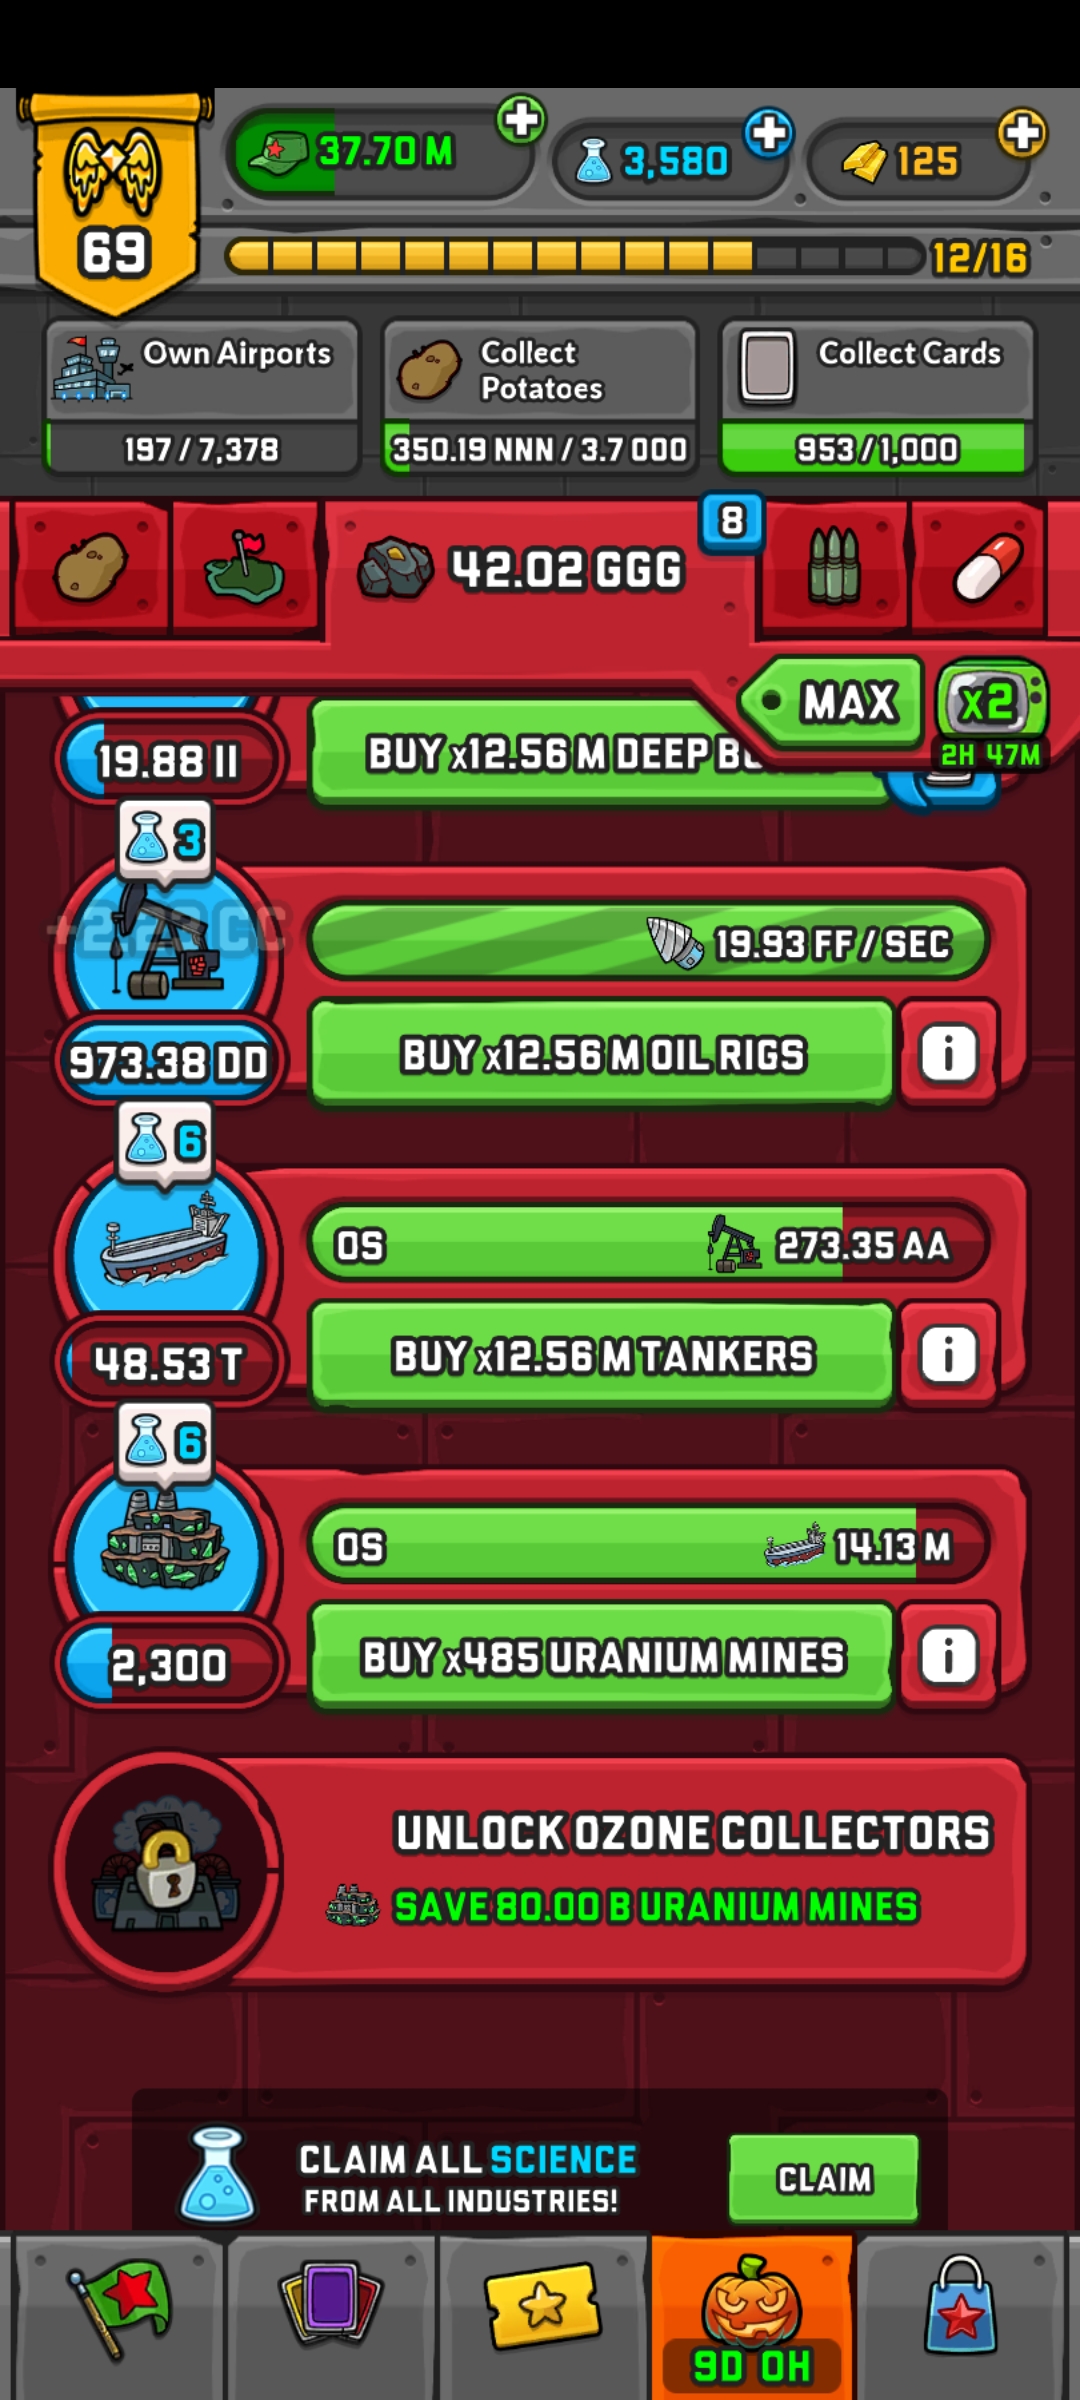 37.70 M
3,580
125
69
12/16
Own Airports
197 / 7,378
Collect
Potatoes
350.19 NNN / 3.7 OOO
Collect Cards
953 / 1,000
42.02 GGG
8
MAX
x2
2H 47M
19.88 II
BUY x12.56 M DEEP
3
19.93 FF / SEC
973.38 DD
BUY x12.56 M OIL RIGS
i
6
0S
273.35 AA
48.53 T
BUY x12.56 M TANKERS
i
6
0S
14.13 M
2,300
BUY x485 URANIUM MINES
i
UNLOCK OZONE COLLECTORS
SAVE 80.00 B URANIUM MINES
CLAIM ALL SCIENCE
FROM ALL INDUSTRIES!
CLAIM
9D 0H